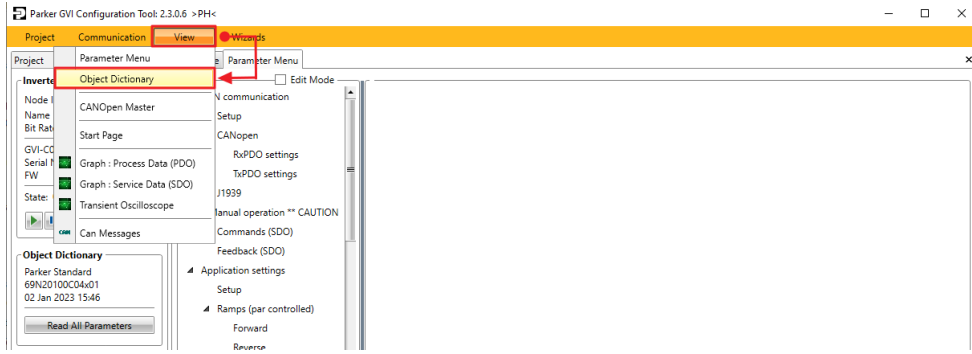 Parker GVI Configuration Tool: 2.3.0.6 >PH<
Project Communication View Wizards
Project Parameter Menu
Parameter Menu
Object Dictionary
CANOpen Master
Start Page
Graph : Process Data (PDO)
Graph : Service Data (SDO)
Transient Oscilloscope
CAN Can Messages
Inverte
Node I
Name
Bit Rat
GVI-C
Serial
FW
State:
Object Dictionary
Parker Standard
69N20100C04x01
02 Jan 2023 15:46
Read All Parameters
Edit Mode
N communication
Setup
CANopen
RxPDO settings
TxPDO settings
J1939
Manual operation ** CAUTION
Commands (SDO)
Feedback (SDO)
Application settings
Setup
Ramps (par controlled)
Forward
Reverse